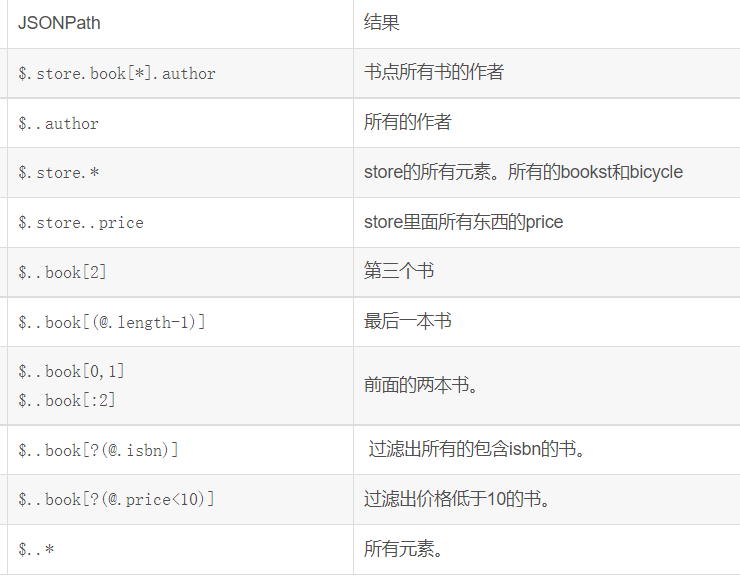 JSONPath 结果
$.store.book[*].author 书点所有书的作者
$..author 所有的作者
$.store.* store的所有元素。所有的bookst和bicycle
$.store..price store里面所有东西的price
$..book[2] 第三个书
$..book[(@.length-1)] 最后一本书
$..book[0,1]
$..book[:2]
前面的两本书。
$..book[?(@.isbn)] 过滤出所有的包含isbn的书。
$..book[?(@.price<10)] 过滤出价格低于10的书。
$..* 所有元素。